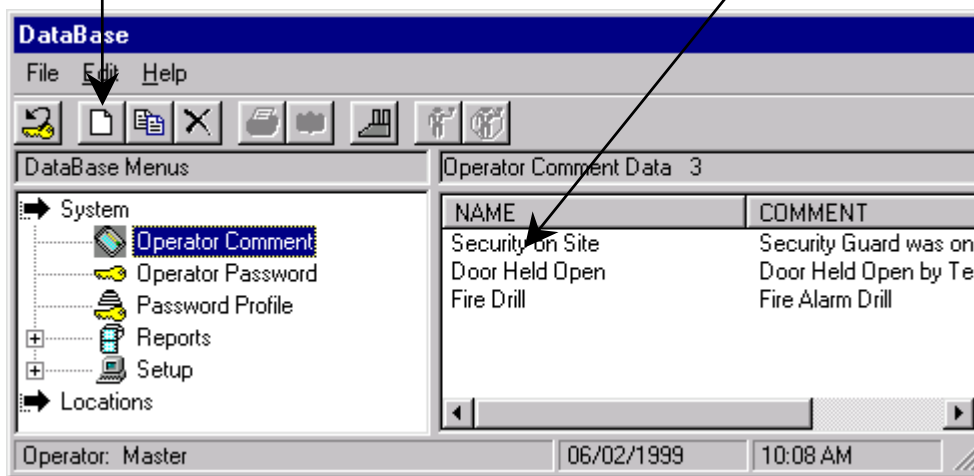 DataBase
File Edit Help
DataBase Menus
Operator Comment Data 3
System
Operator Comment
Operator Password
Password Profile
Reports
Setup
Locations
NAME COMMENT
Security on Site Security Guard was on
Door Held Open Door Held Open by Te
Fire Drill Fire Alarm Drill
Operator: Master 06/02/1999 10:08 AM